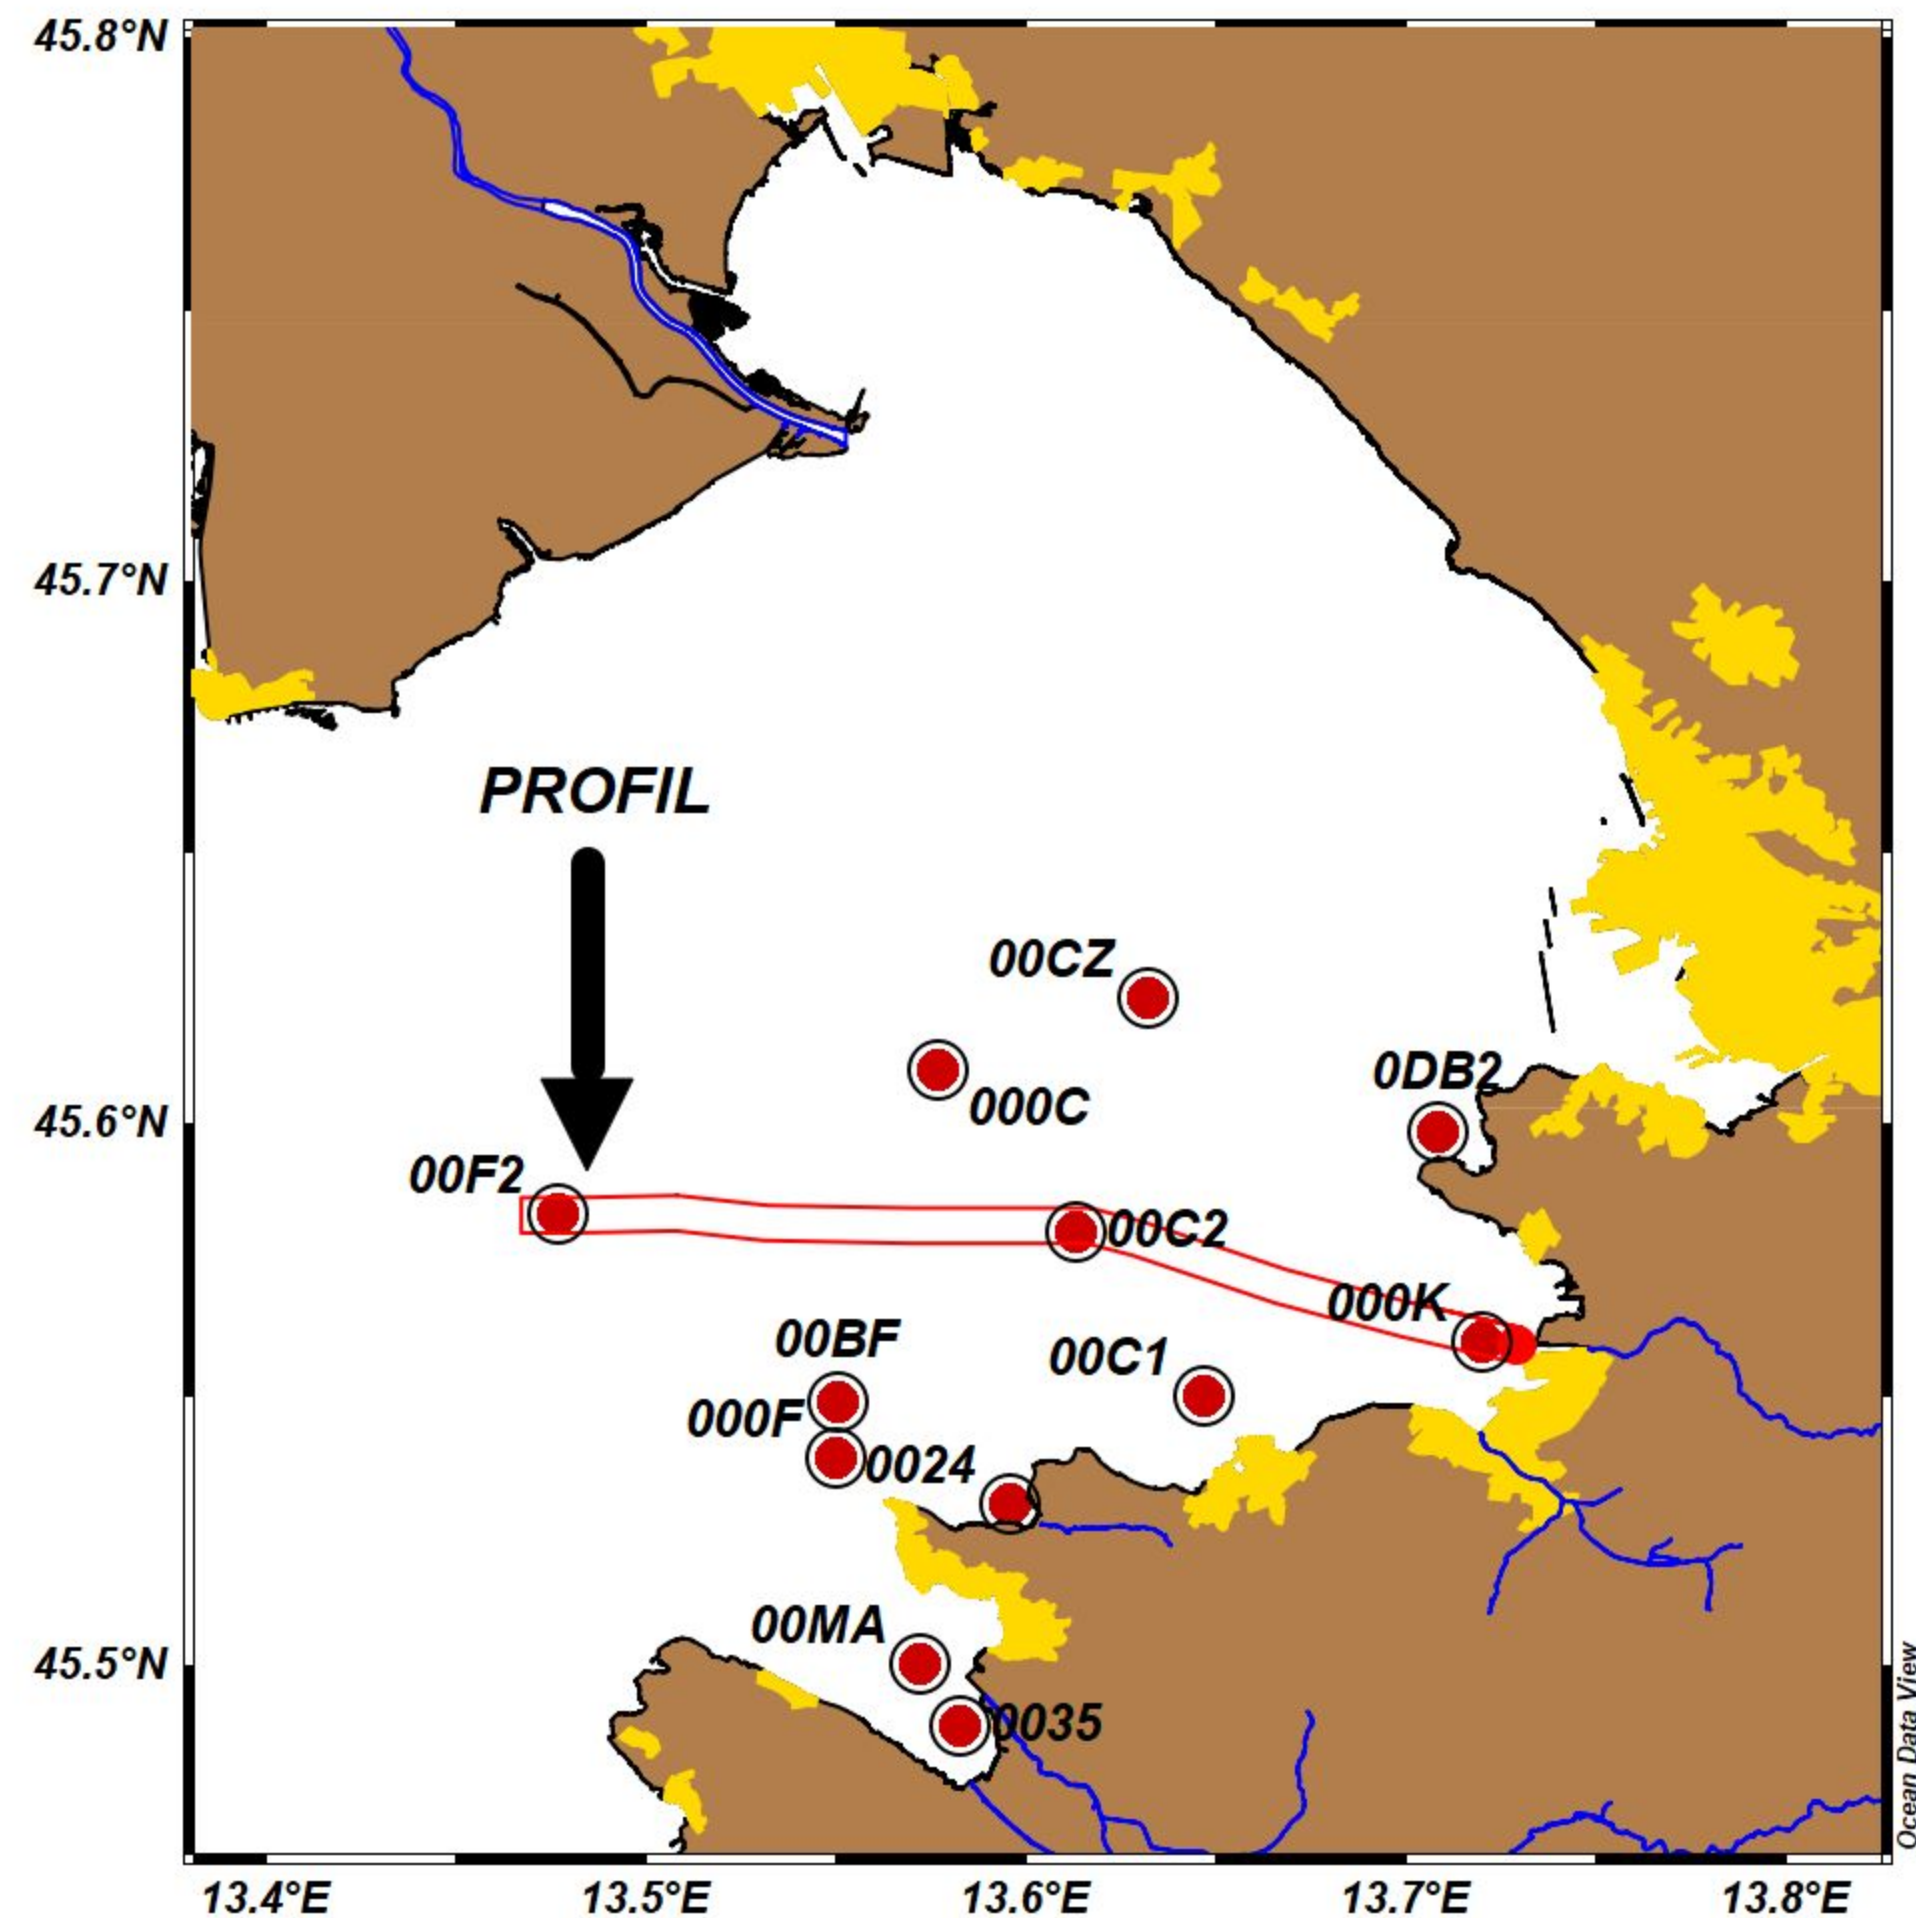 45.8°N
45.7°N
PROFIL
00CZ
000C
0DB2
45.6°N
00F2
00C2
000K
00BF
00C1
000F
0024
00MA
45.5°N
0035
Ocean Data View
13.4°E
13.5°E
13.6°E
13.7°E
13.8°E